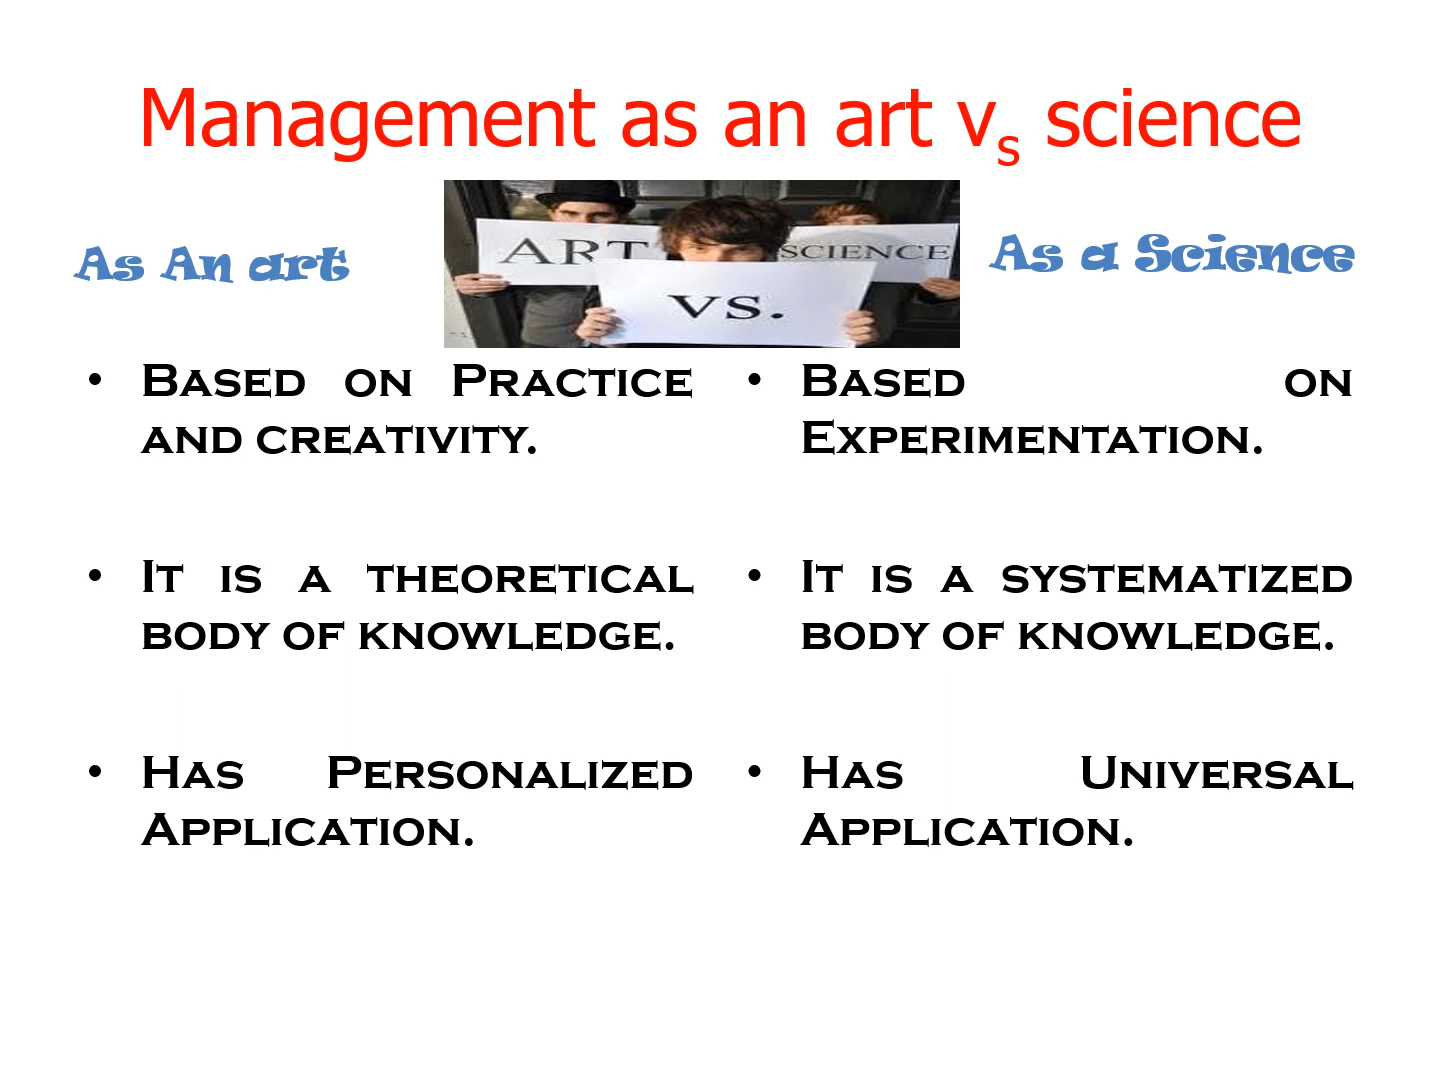 Management as an art vs science
As An art
ART
SCIENCE
vs.
As a Science
• Based on Practice
and creativity.
• It is a theoretical
body of knowledge.
• Has Personalized
Application.
• Based on
Experimentation.
• It is a systematized
body of knowledge.
• Has Universal
Application.